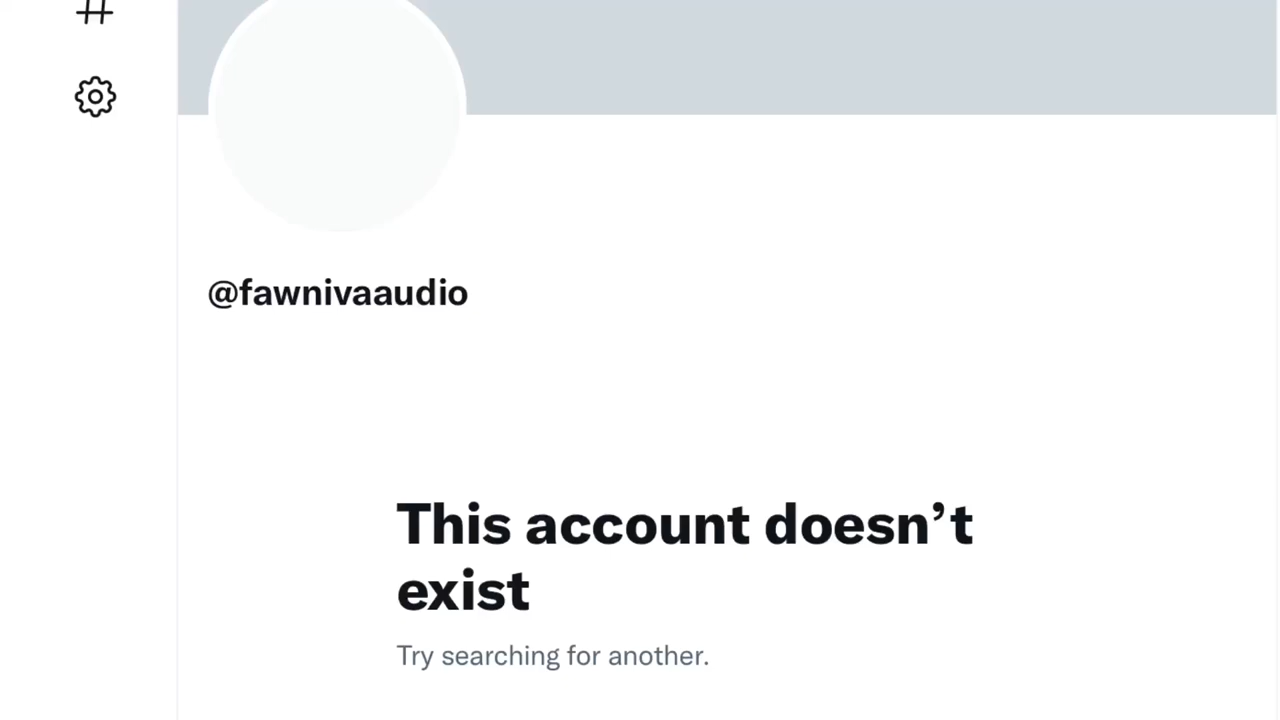 @fawnivaaudio
This account doesn’t
exist
Try searching for another.